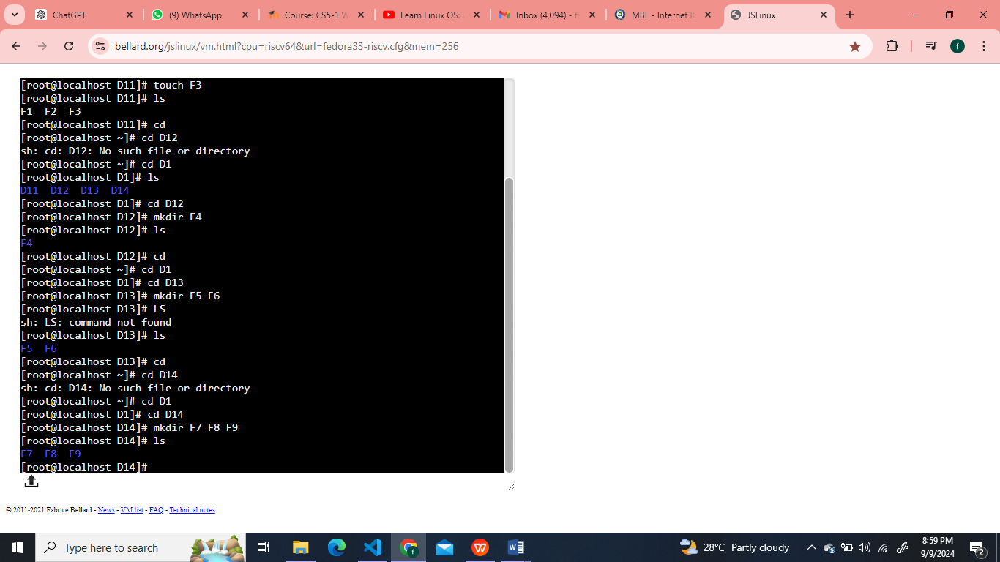 ChatGPT
(9) WhatsApp
Course: CS5-1 W
Learn Linux OS:
Inbox (4,094) - fa
MBL - Internet B
JSLinux
bellard.org/jslinux/vm.html?cpu=riscv64&url=fedora33-riscv.cfg&mem=256
f
[root@localhost D11]# touch F3
[root@localhost D11]# ls
F1  F2  F3
[root@localhost D11]# cd
[root@localhost ~]# cd D12
sh: cd: D12: No such file or directory
[root@localhost ~]# cd D1
[root@localhost D1]# ls
D11  D12  D13  D14
[root@localhost D1]# cd D12
[root@localhost D12]# mkdir F4
[root@localhost D12]# ls
F4
[root@localhost D12]# cd
[root@localhost ~]# cd D1
[root@localhost D1]# cd D13
[root@localhost D13]# mkdir F5 F6
[root@localhost D13]# LS
sh: LS: command not found
[root@localhost D13]# ls
F5  F6
[root@localhost D13]# cd
[root@localhost ~]# cd D14
sh: cd: D14: No such file or directory
[root@localhost ~]# cd D1
[root@localhost D1]# cd D14
[root@localhost D14]# mkdir F7 F8 F9
[root@localhost D14]# ls
F7  F8  F9
[root@localhost D14]#
© 2011-2021 Fabrice Bellard - News - VM list - FAQ - Technical notes
Type here to search
28°C Partly cloudy
8:59 PM
9/9/2024
2